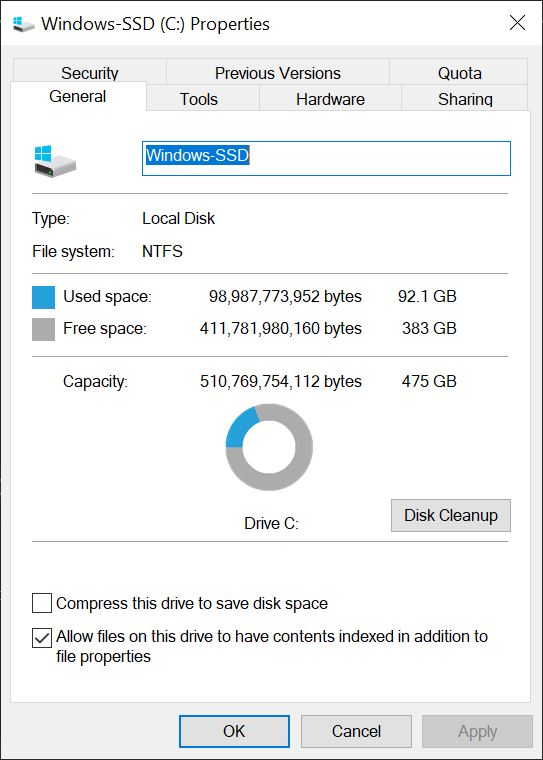 Windows-SSD (C:) Properties
Security Previous Versions Quota
General Tools Hardware Sharing
Windows-SSD
Type: Local Disk
File system: NTFS
Used space: 98,987,773,952 bytes 92.1 GB
Free space: 411,781,980,160 bytes 383 GB
Capacity: 510,769,754,112 bytes 475 GB
Drive C:
Disk Cleanup
Compress this drive to save disk space
Allow files on this drive to have contents indexed in addition to
file properties
OK Cancel Apply